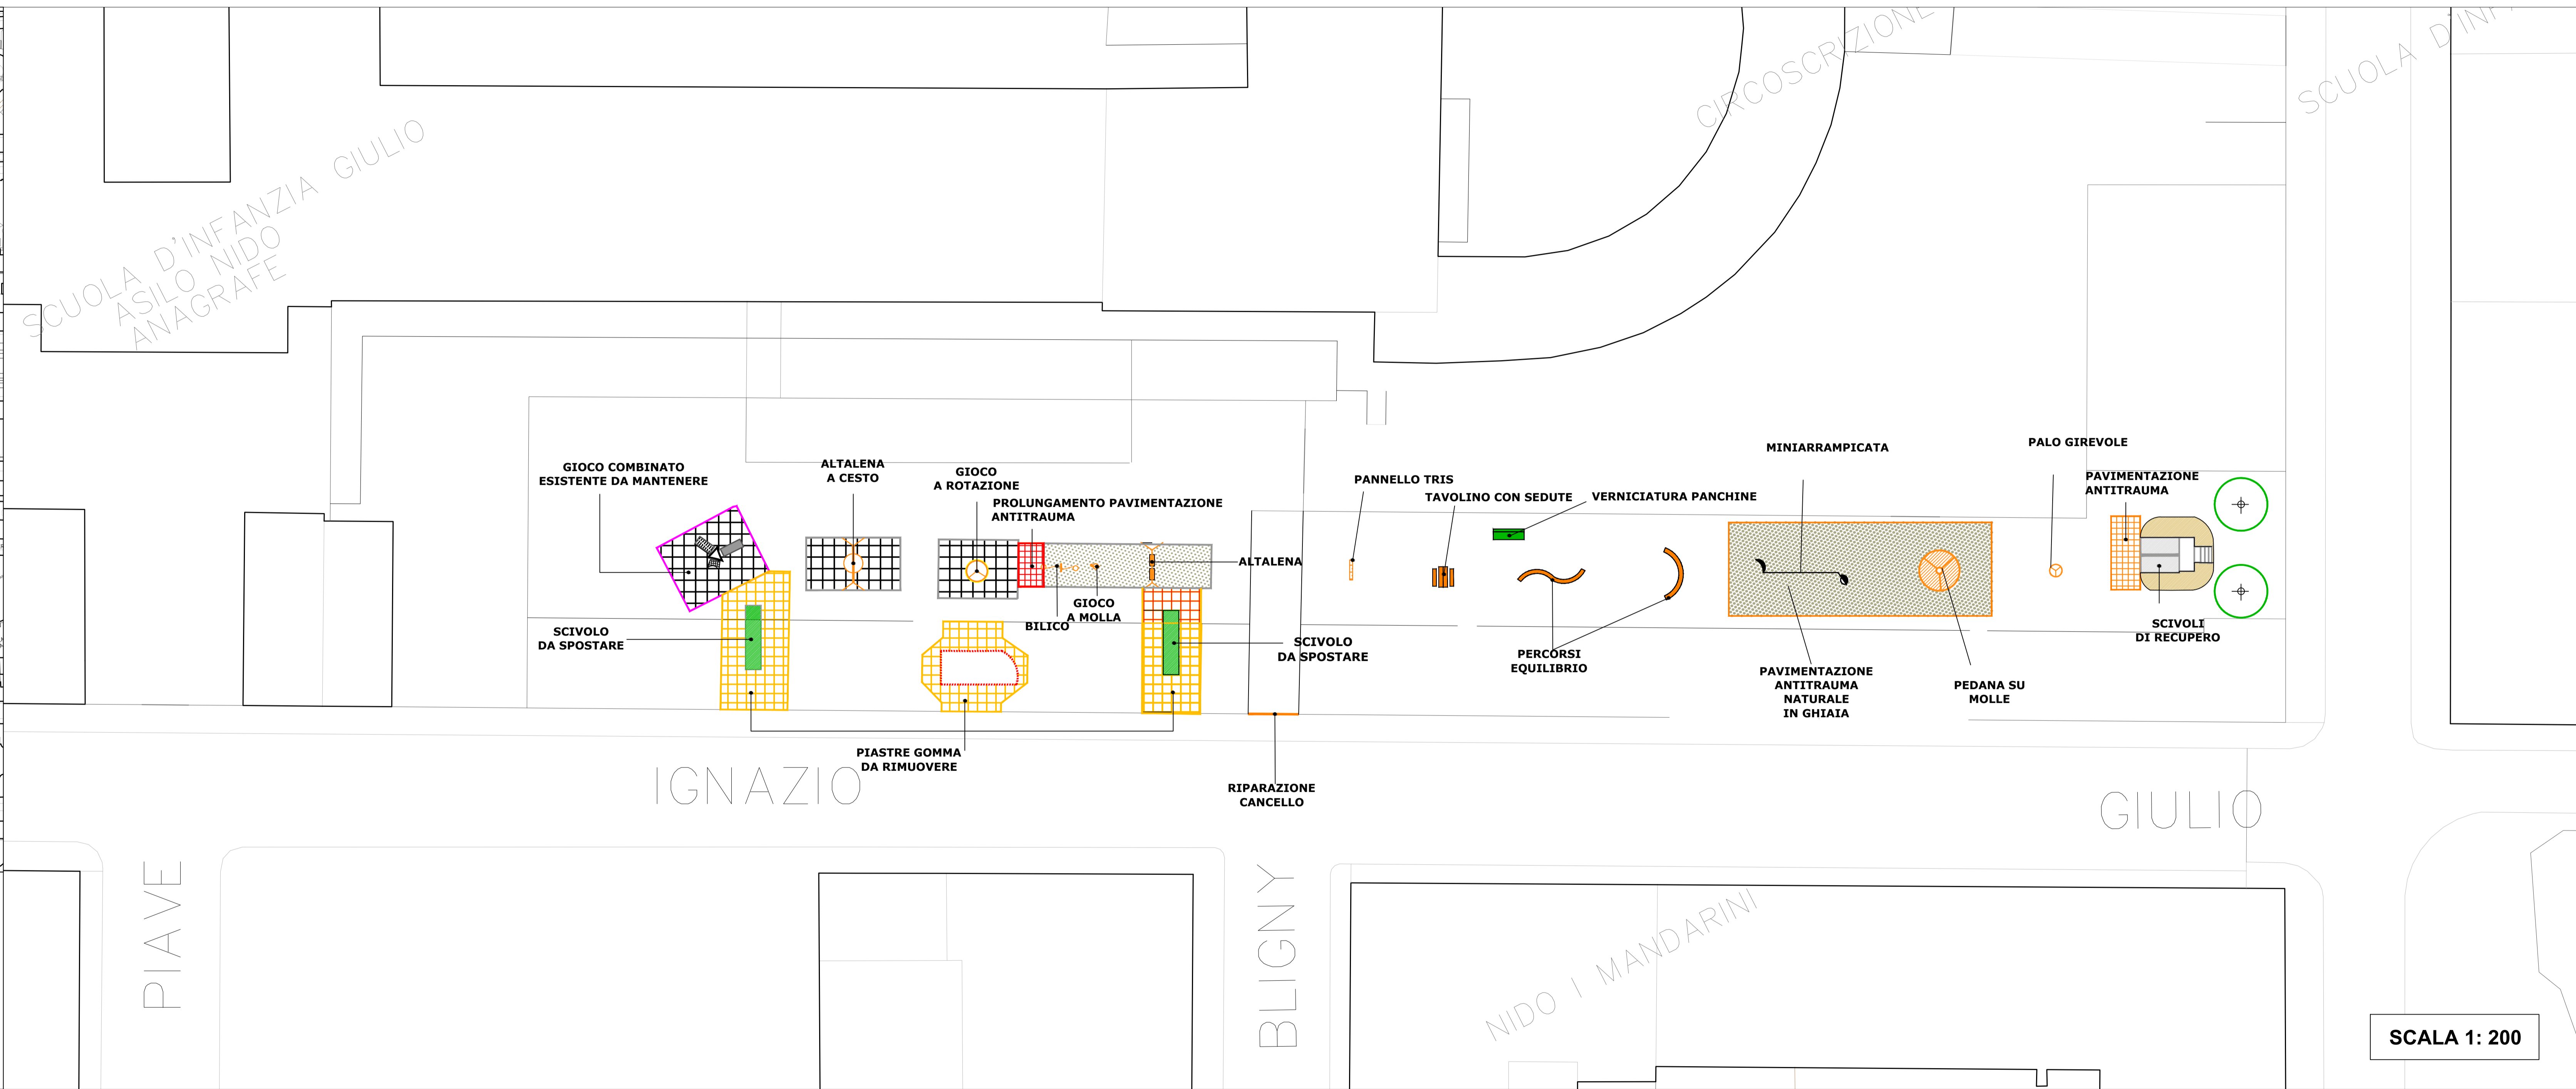 SCUOLA D'INFANZIA GIULIO
ASILO NIDO
ANAGRAFE
CIRCOSCRIZIONE
SCUOLA
GIOCO COMBINATO
ESISTENTE DA MANTENERE
ALTALENA
A CESTO
GIOCO
A ROTAZIONE
PROLUNGAMENTO PAVIMENTAZIONE
ANTITRAUMA
ALTALENA
GIOCO
A MOLLA
BILICO
SCIVOLO
DA SPOSTARE
SCIVOLO
DA SPOSTARE
PIASTRE GOMMA
DA RIMUOVERE
RIPARAZIONE
CANCELLO
PANNELLO TRIS
TAVOLINO CON SEDUTE
VERNICIATURA PANCHINE
PERCORSI
EQUILIBRIO
MINIARRAMPICATA
PAVIMENTAZIONE
ANTITRAUMA
NATURALE
IN GHIAIA
PEDANA SU
MOLLE
PALO GIREVOLE
PAVIMENTAZIONE
ANTITRAUMA
SCIVOLI
DI RECUPERO
IGNAZIO
GIULIO
PIAVE
BLIGNY
NIDO I MANDARINI
SCALA 1: 200